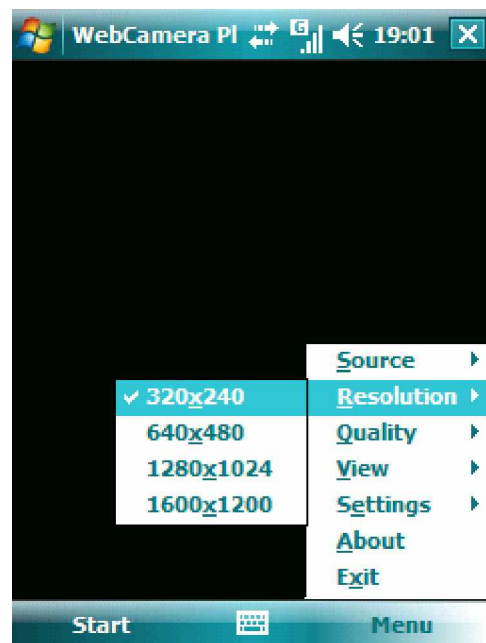 WebCamera Pl G 19:01
Source
Resolution
Quality
View
Settings
About
Exit
320x240
640x480
1280x1024
1600x1200
Start Menu